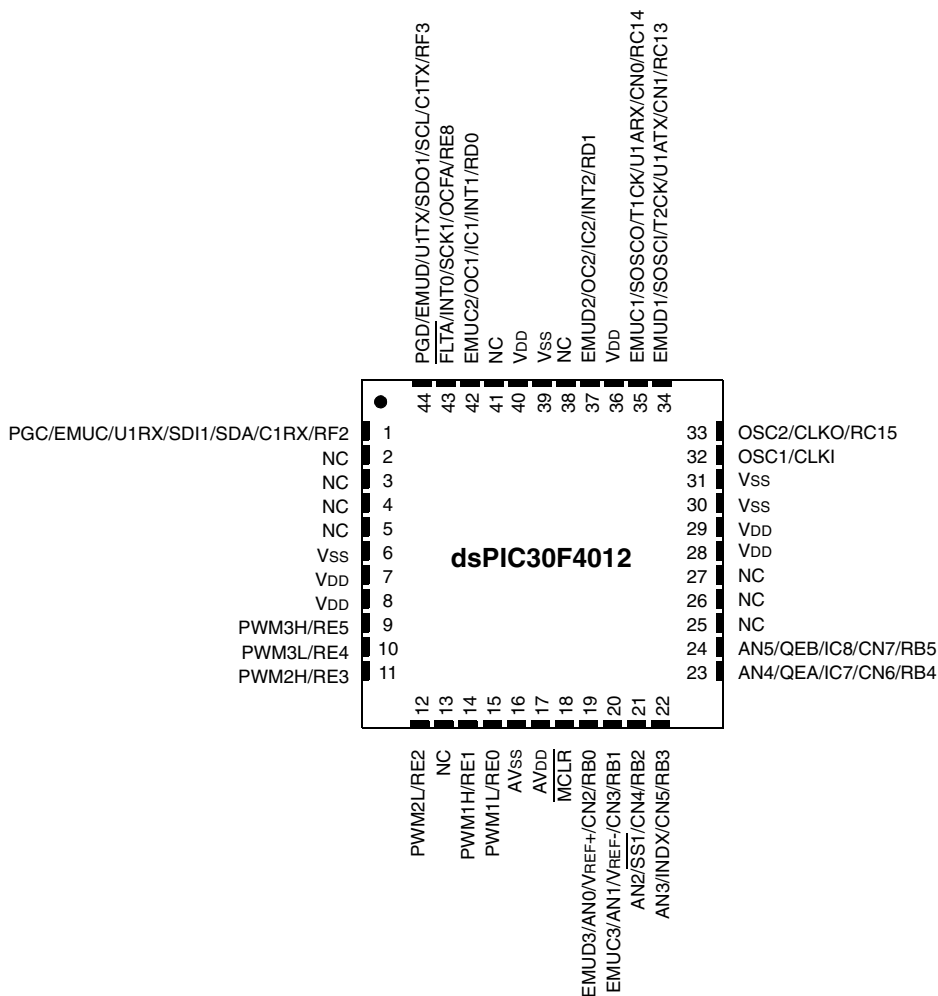 PGD/EMUD/U1TX/SDO1/SCL/C1TX/RF3
FLTA/INT0/SCK1/OCFA/RE8
EMUC2/OC1/IC1/INT1/RD0
NC
VDD
VSS
NC
EMUD2/OC2/IC2/INT2/RD1
VDD
EMUC1/SOSCO/T1CK/U1ARX/CN0/RC14
EMUD1/SOSCI/T2CK/U1ATX/CN1/RC13
44
43
42
41
40
39
38
37
36
35
34
PGC/EMUC/U1RX/SDI1/SDA/C1RX/RF2 1
NC 2
NC 3
NC 4
NC 5
VSS 6
VDD 7
VDD 8
PWM3H/RE5 9
PWM3L/RE4 10
PWM2H/RE3 11
dsPIC30F4012
33 OSC2/CLKO/RC15
32 OSC1/CLKI
31 VSS
30 VSS
29 VDD
28 VDD
27 NC
26 NC
25 NC
24 AN5/QEB/IC8/CN7/RB5
23 AN4/QEA/IC7/CN6/RB4
12
13
14
15
16
17
18
19
20
21
22
PWM2L/RE2
NC
PWM1H/RE1
PWM1L/RE0
AVSS
AVDD
MCLR
EMUD3/AN0/VREF+/CN2/RB0
EMUC3/AN1/VREF-/CN3/RB1
AN2/SS1/CN4/RB2
AN3/INDX/CN5/RB3